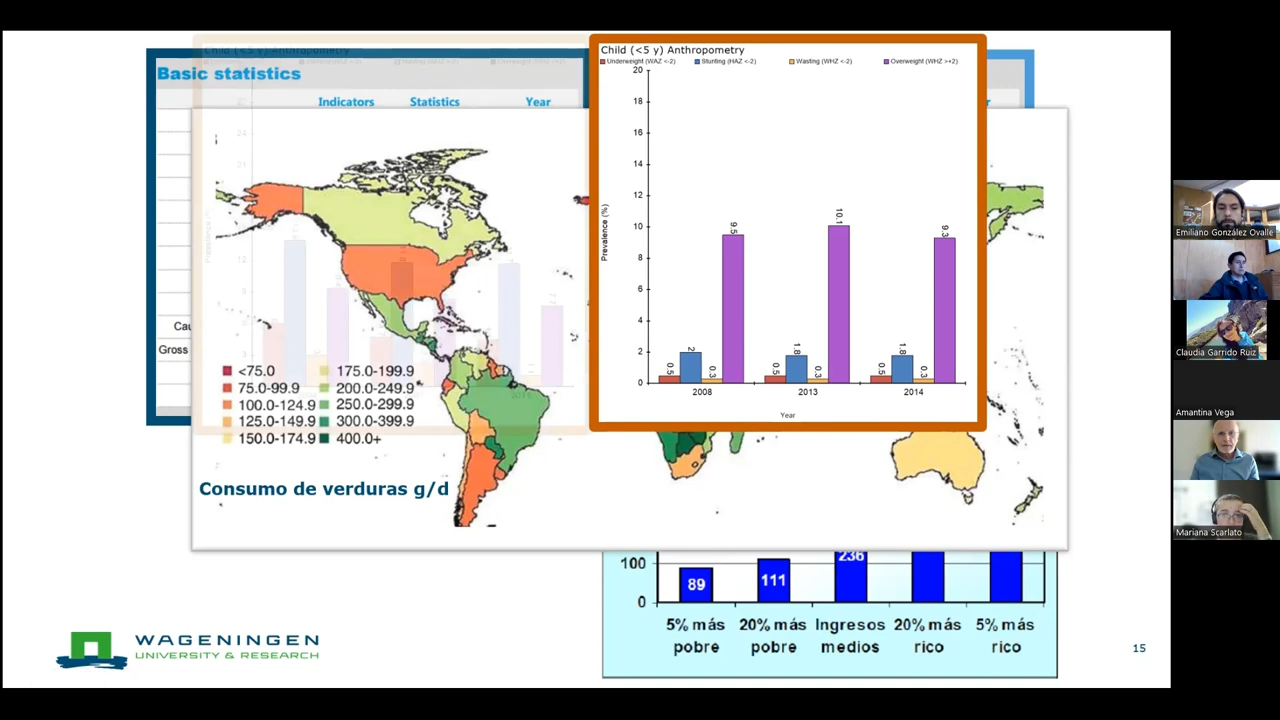 Child (<5 y) Anthropometry
Child (<5 y) Anthropometry
Underweight (WAZ <-2) Stunting (HAZ <-2) Wasting (WHZ <-2) Overweight (WHZ >+2)
Basic statistics
Indicators Statistics Year
20
18
16
14
12
10
8
6
4
2
0
Prevalence (%)
0.5 2 0.3 9.5
0.5 1.8 0.3 10.1
0.5 1.8 0.3 9.3
2008 2013 2014
Year
Cau
Gross
<75.0 175.0-199.9
75.0-99.9 200.0-249.9
100.0-124.9 250.0-299.9
125.0-149.9 300.0-399.9
150.0-174.9 400.0+
Consumo de verduras g/d
100
0
89 111 236
5% más pobre
20% más pobre
Ingresos medios
20% más rico
5% más rico
WAGENINGEN
UNIVERSITY & RESEARCH
15
Emiliano González Ovalle
Claudia Garrido Ruiz
Amantina Vega
Mariana Scarlato